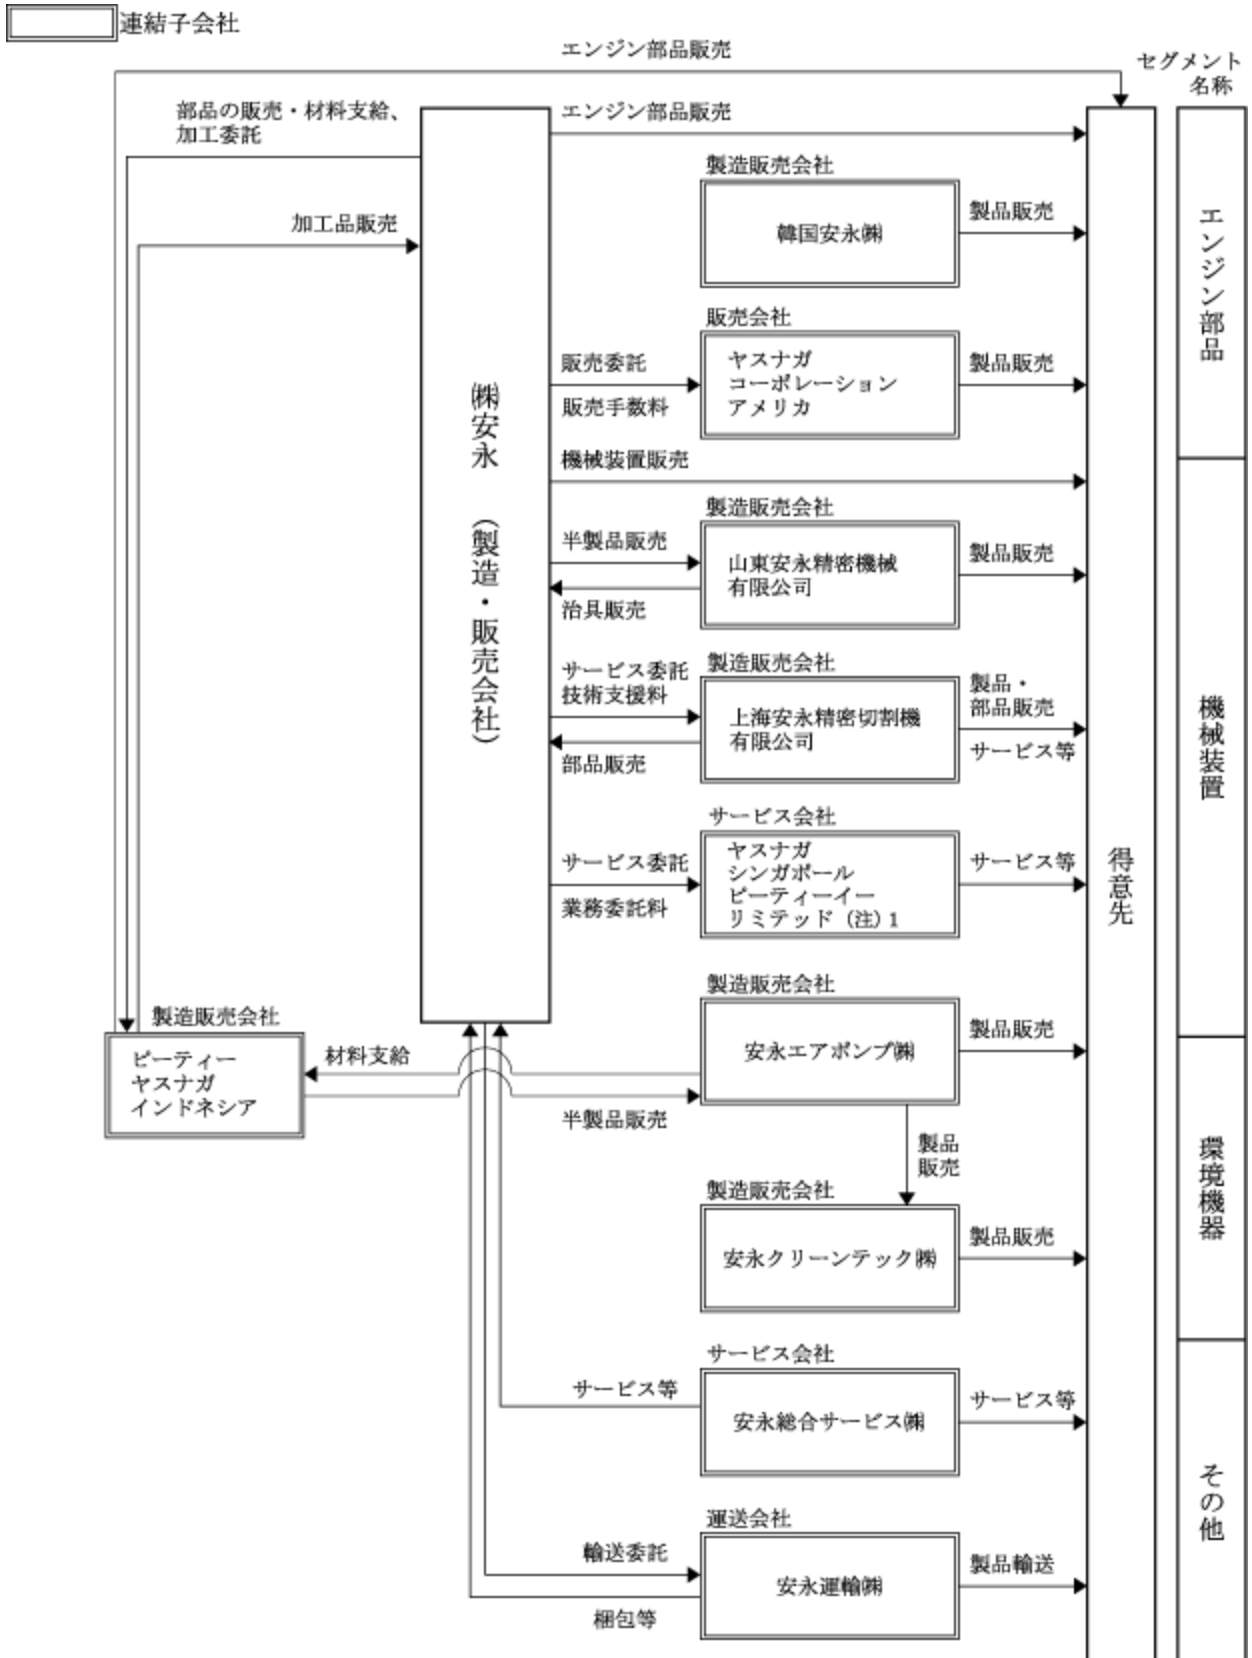 連結子会社
エンジン部品販売
セグメント
名称
部品の販売・材料支給、
加工委託
エンジン部品販売
製造販売会社
韓国安永㈱
製品販売
加工品販売
エンジン部品
販売会社
販売委託
販売手数料
ヤスナガ
コーポレーション
アメリカ
製品販売
㈱安永 (製造・販売会社)
機械装置販売
製造販売会社
半製品販売
治具販売
山東安永精密機械
有限公司
製品販売
製造販売会社
サービス委託
技術支援料
部品販売
上海安永精密切割機
有限公司
製品・
部品販売
サービス等
機械装置
サービス会社
サービス委託
業務委託料
ヤスナガ
シンガポール
ピーティーイー
リミテッド (注) 1
サービス等
得意先
製造販売会社
ピーティー
ヤスナガ
インドネシア
材料支給
半製品販売
製造販売会社
安永エアポンプ㈱
製品販売
製品
販売
環境機器
製造販売会社
安永クリーンテック㈱
製品販売
サービス会社
サービス等
安永総合サービス㈱
サービス等
その他
運送会社
輸送委託
梱包等
安永運輸㈱
製品輸送